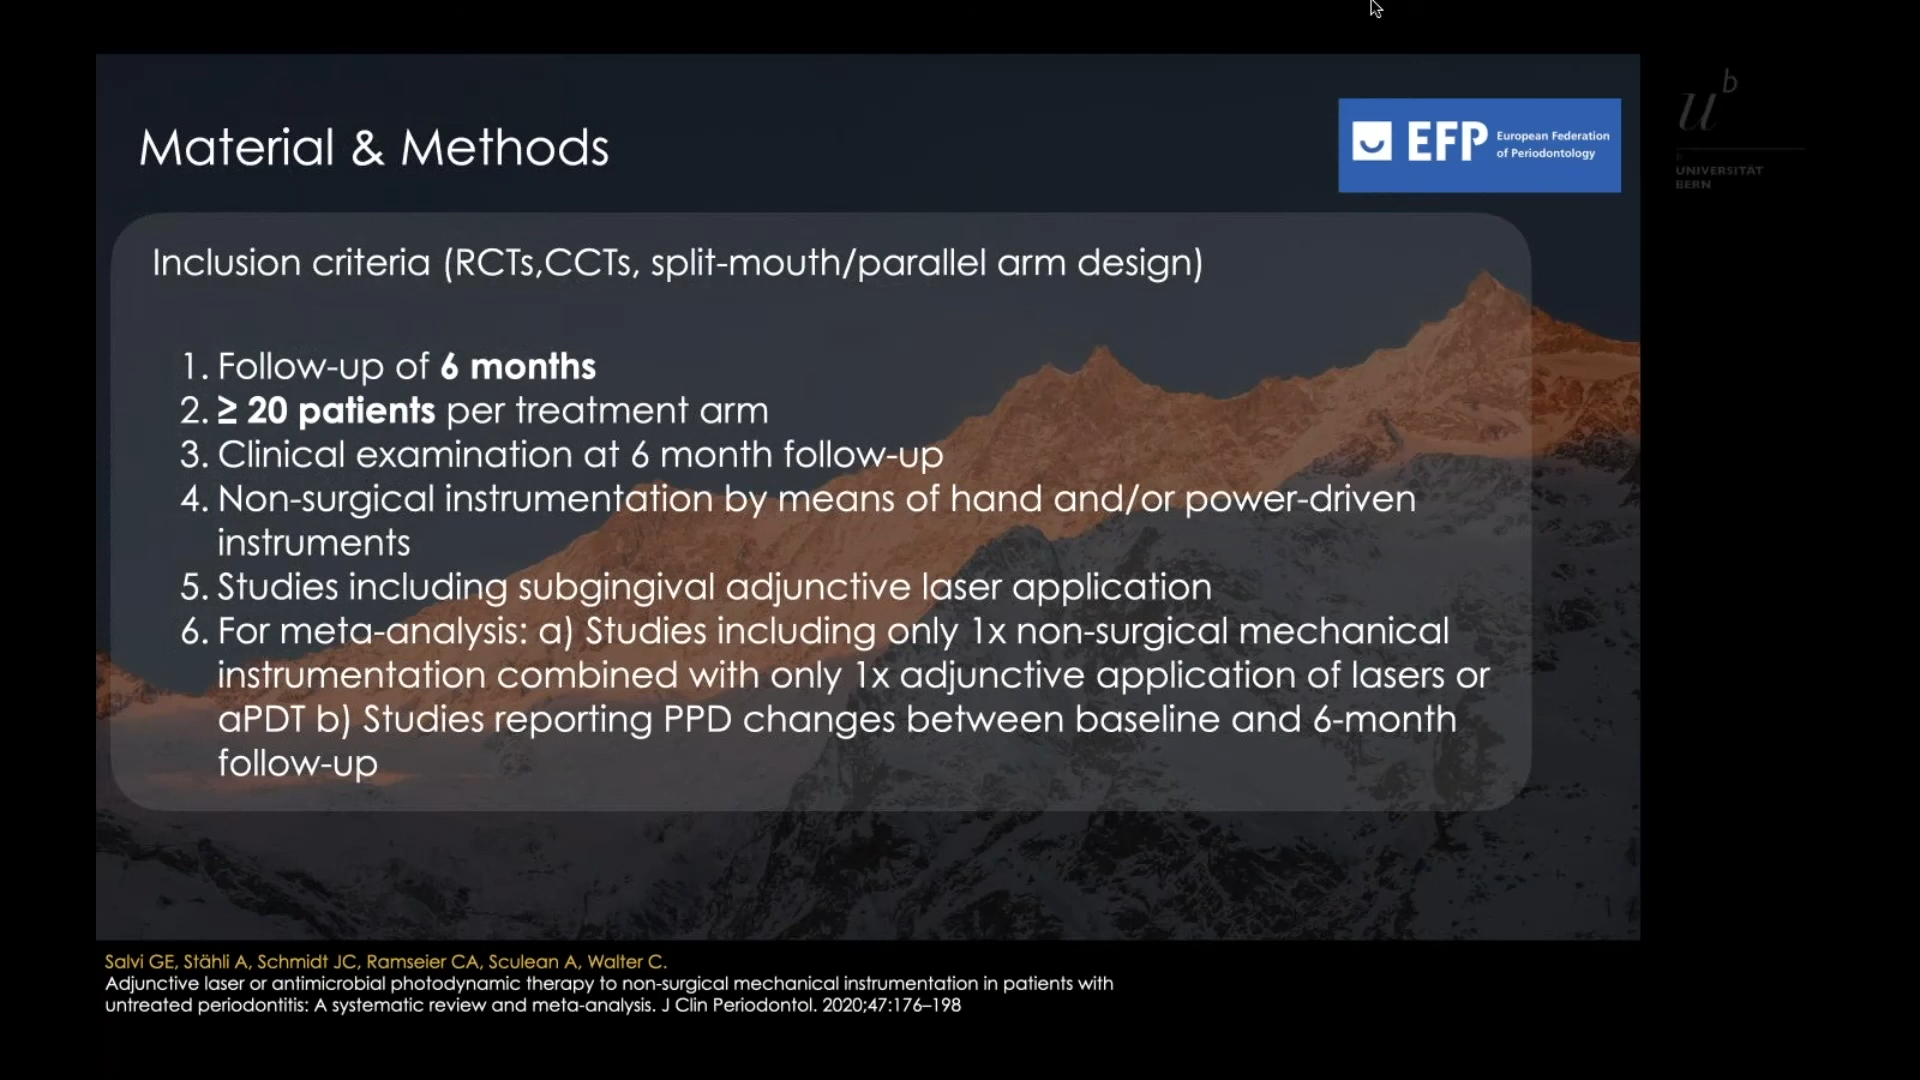 Material & Methods
EFP European Federation
of Periodontology
u b
UNIVERSITÄT
BERN
Inclusion criteria (RCTs,CCTs, split-mouth/parallel arm design)
1. Follow-up of 6 months
2. ≥ 20 patients per treatment arm
3. Clinical examination at 6 month follow-up
4. Non-surgical instrumentation by means of hand and/or power-driven
instruments
5. Studies including subgingival adjunctive laser application
6. For meta-analysis: a) Studies including only 1x non-surgical mechanical
instrumentation combined with only 1x adjunctive application of lasers or
aPDT b) Studies reporting PPD changes between baseline and 6-month
follow-up
Salvi GE, Stähli A, Schmidt JC, Ramseier CA, Sculean A, Walter C.
Adjunctive laser or antimicrobial photodynamic therapy to non-surgical mechanical instrumentation in patients with
untreated periodontitis: A systematic review and meta-analysis. J Clin Periodontol. 2020;47:176–198